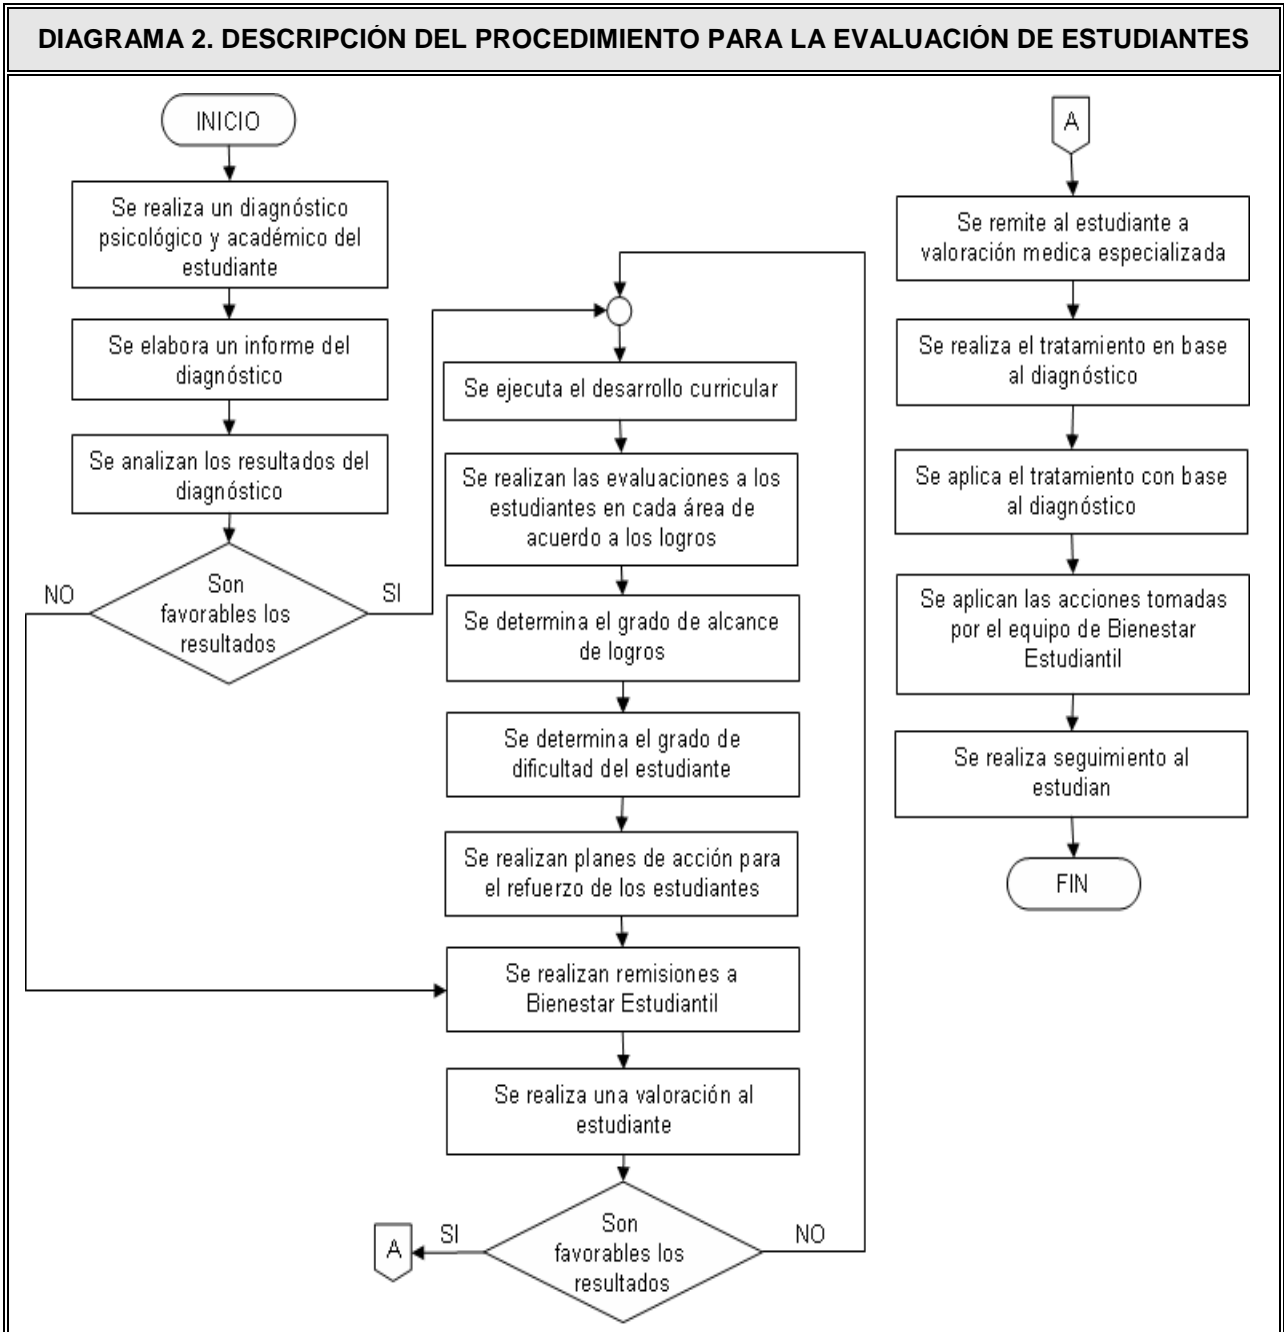 DIAGRAMA 2. DESCRIPCIÓN DEL PROCEDIMIENTO PARA LA EVALUACIÓN DE ESTUDIANTES
INICIO
Se realiza un diagnóstico
psicológico y académico del
estudiante
Se elabora un informe del
diagnóstico
Se analizan los resultados del
diagnóstico
Son
favorables los
resultados
NO
SI
Se ejecuta el desarrollo curricular
Se realizan las evaluaciones a los
estudiantes en cada área de
acuerdo a los logros
Se determina el grado de alcance
de logros
Se determina el grado de
dificultad del estudiante
Se realizan planes de acción para
el refuerzo de los estudiantes
Se realizan remisiones a
Bienestar Estudiantil
Se realiza una valoración al
estudiante
Son
favorables los
resultados
SI
NO
A
A
Se remite al estudiante a
valoración medica especializada
Se realiza el tratamiento en base
al diagnóstico
Se aplica el tratamiento con base
al diagnóstico
Se aplican las acciones tomadas
por el equipo de Bienestar
Estudiantil
Se realiza seguimiento al
estudian
FIN